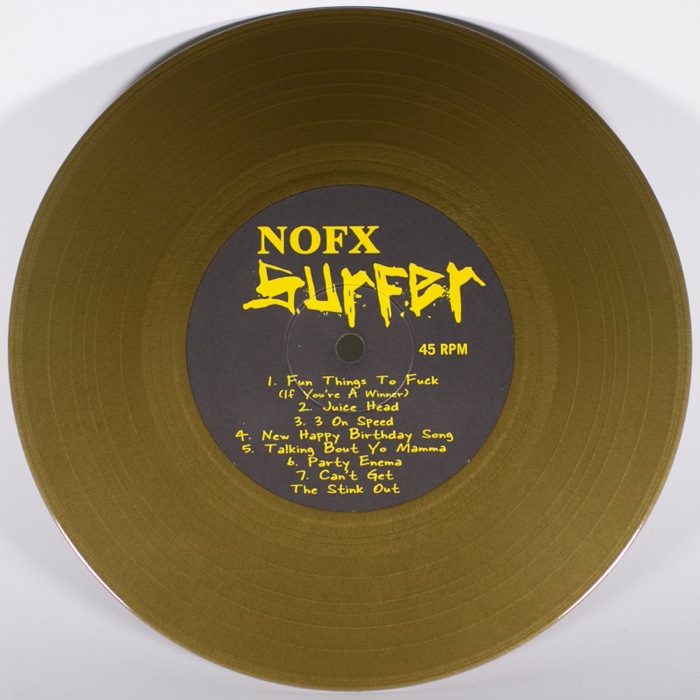 NOFX
Surfer
45 RPM
1. Fun Things To Fuck
(If You're A Winner)
2. Juice Head
3. 3 On Speed
4. New Happy Birthday Song
5. Talking Bout Yo Mamma
6. Party Enema
7. Can't Get
The Stink Out